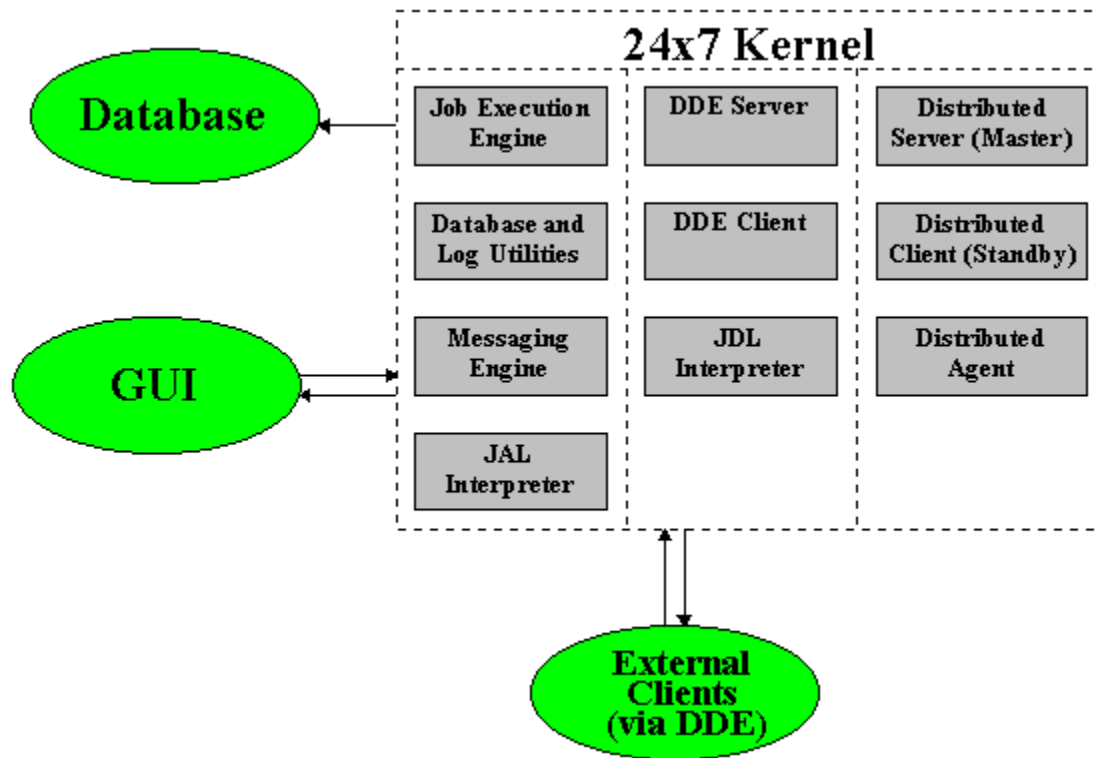 24x7 Kernel
Database
Job Execution
Engine
DDE Server
Distributed
Server (Master)
Database and
Log Utilities
DDE Client
Distributed
Client (Standby)
GUI
Messaging
Engine
JDL
Interpreter
Distributed
Agent
JAL
Interpreter
External
Clients
(via DDE)